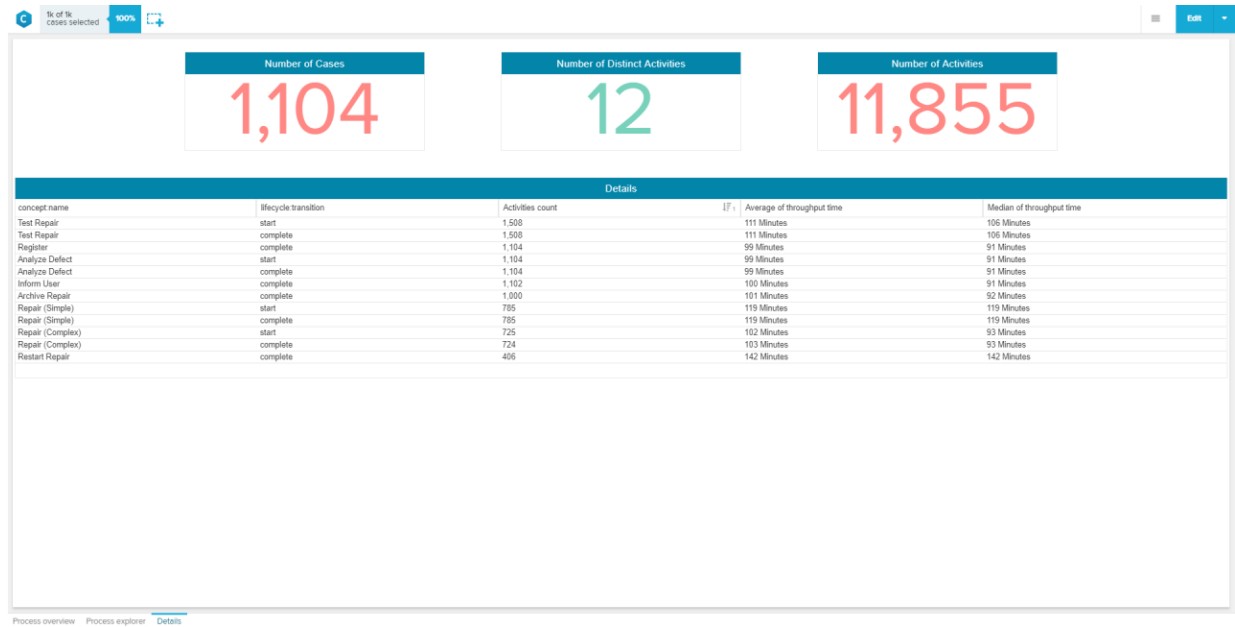 C
1k of 1k
cases selected
100%
Edit
Number of Cases
Number of Distinct Activities
Number of Activities
1,104
12
11,855
Details
concept:name lifecycle:transition Activities count 1 Average of throughput time Median of throughput time
Test Repair start 1,508 111 Minutes 106 Minutes
Test Repair complete 1,508 111 Minutes 106 Minutes
Register complete 1,104 99 Minutes 91 Minutes
Analyze Defect start 1,104 99 Minutes 91 Minutes
Analyze Defect complete 1,104 99 Minutes 91 Minutes
Inform User complete 1,102 100 Minutes 91 Minutes
Archive Repair complete 1,000 101 Minutes 92 Minutes
Repair (Simple) start 785 119 Minutes 119 Minutes
Repair (Simple) complete 785 119 Minutes 119 Minutes
Repair (Complex) start 725 102 Minutes 93 Minutes
Repair (Complex) complete 724 103 Minutes 93 Minutes
Restart Repair complete 406 142 Minutes 142 Minutes
Process overview Process explorer Details